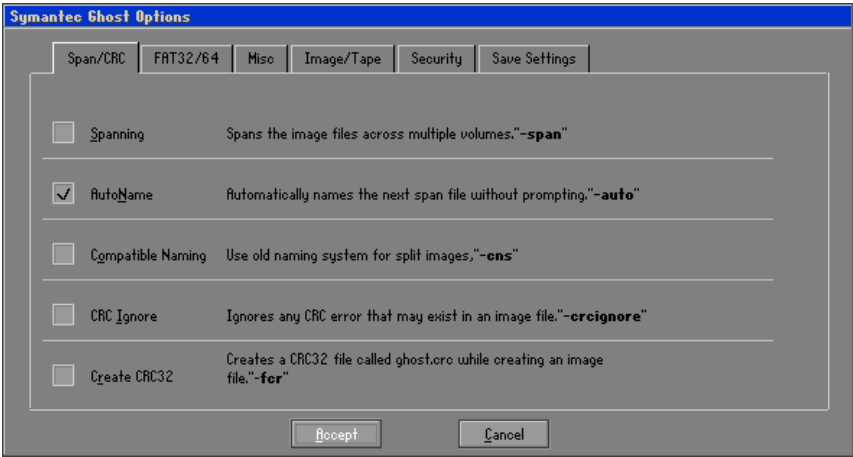 Symantec Ghost Options
Span/CRC FAT32/64 Misc Image/Tape Security Save Settings
Spanning Spans the image files across multiple volumes."-span"
AutoName Automatically names the next span file without prompting."-auto"
Compatible Naming Use old naming system for split images,"-cns"
CRC Ignore Ignores any CRC error that may exist in an image file."-crcignore"
Creates a CRC32 file called ghost.crc while creating an image
Create CRC32 file."-fcr"
Accept Cancel